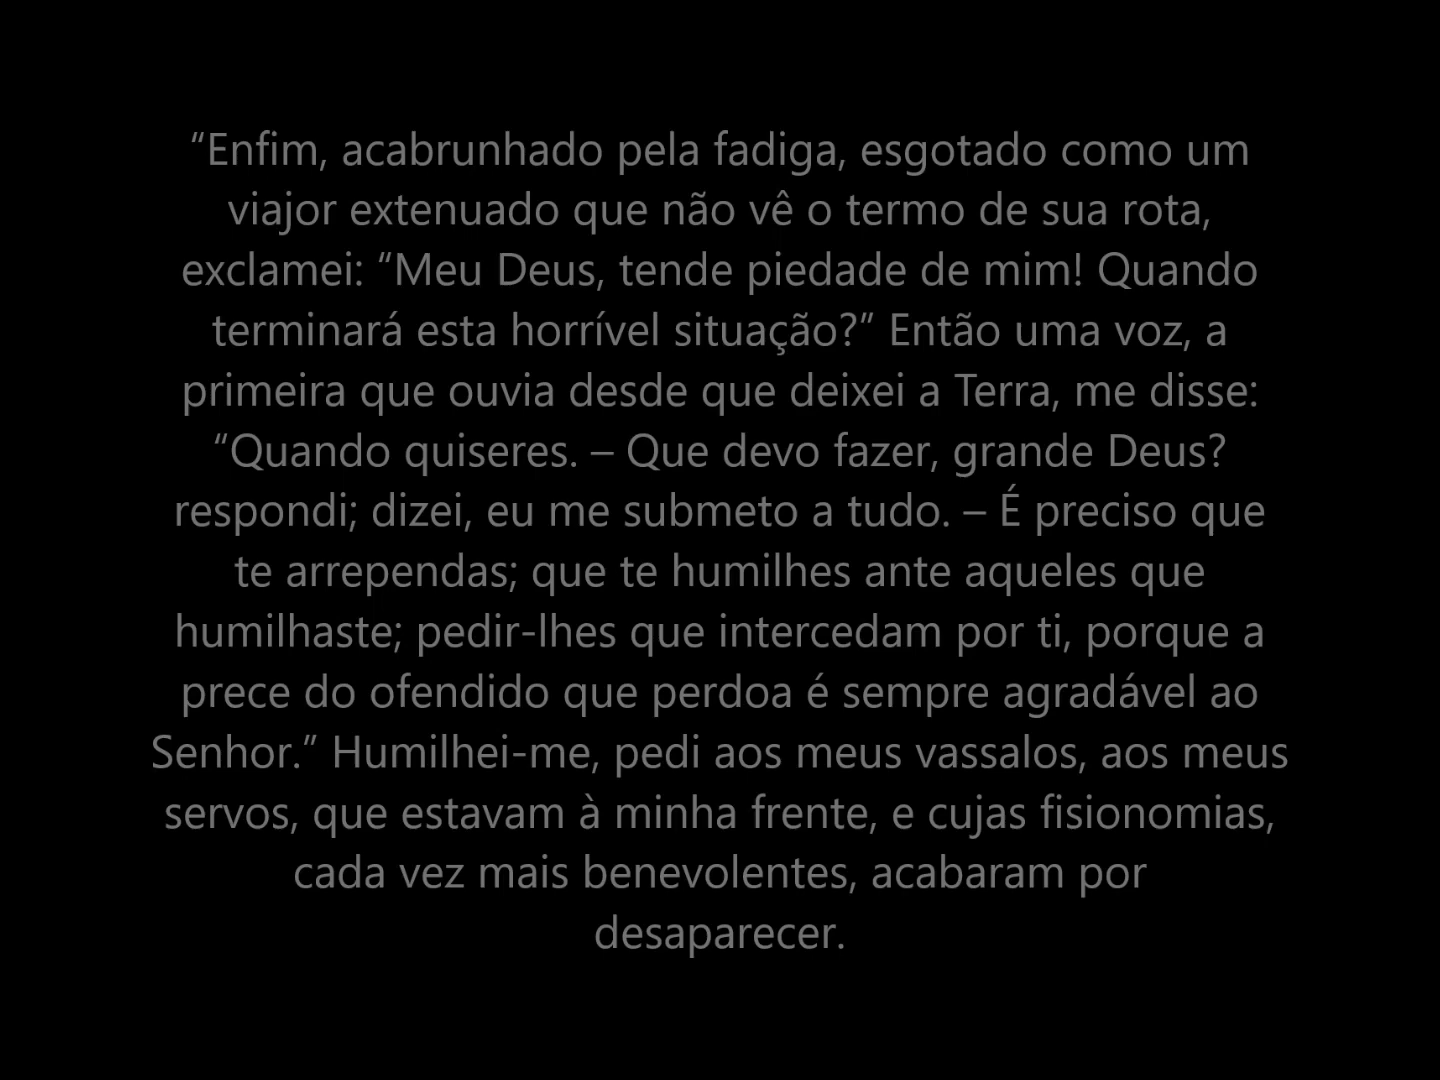 “Enfim, acabrunhado pela fadiga, esgotado como um
viajor extenuado que não vê o termo de sua rota,
exclamei: “Meu Deus, tende piedade de mim! Quando
terminará esta horrível situação?” Então uma voz, a
primeira que ouvia desde que deixei a Terra, me disse:
“Quando quiseres. – Que devo fazer, grande Deus?
respondi; dizei, eu me submeto a tudo. – É preciso que
te arrependas; que te humilhes ante aqueles que
humilhaste; pedir-lhes que intercedam por ti, porque a
prece do ofendido que perdoa é sempre agradável ao
Senhor.” Humilhei-me, pedi aos meus vassalos, aos meus
servos, que estavam à minha frente, e cujas fisionomias,
cada vez mais benevolentes, acabaram por
desaparecer.